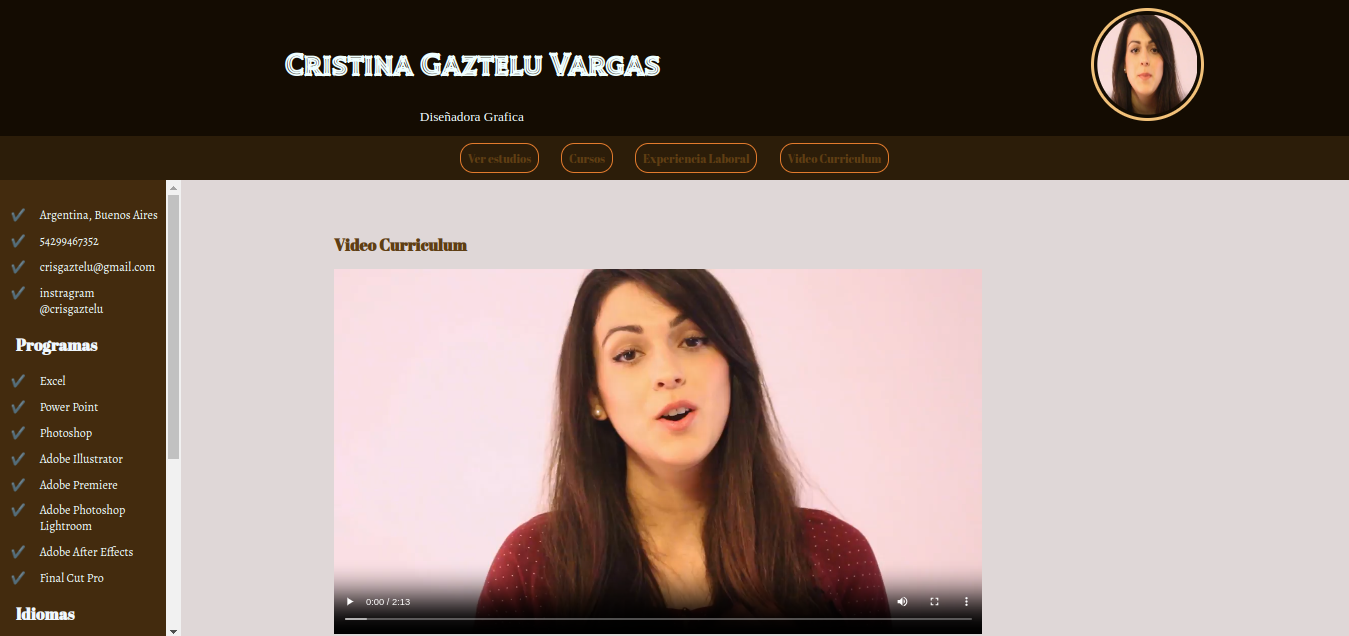 Cristina Gaztelu Vargas
Diseñadora Grafica
Ver estudios
Cursos
Experiencia Laboral
Video Curriculum
Argentina, Buenos Aires
54299467352
crisgaztelu@gmail.com
instragram
@crisgaztelu
Programas
Excel
Power Point
Photoshop
Adobe Illustrator
Adobe Premiere
Adobe Photoshop
Lightroom
Adobe After Effects
Final Cut Pro
Idiomas
Video Curriculum
0:00 / 2:13